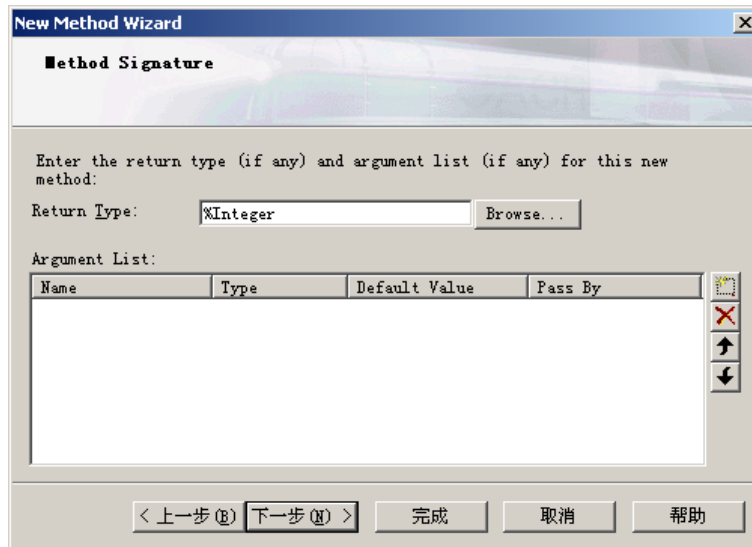 New Method Wizard
Method Signature
Enter the return type (if any) and argument list (if any) for this new
method:
Return Type: %Integer Browse...
Argument List:
Name Type Default Value Pass By
< 上一步(B) 下一步(N) > 完成 取消 帮助